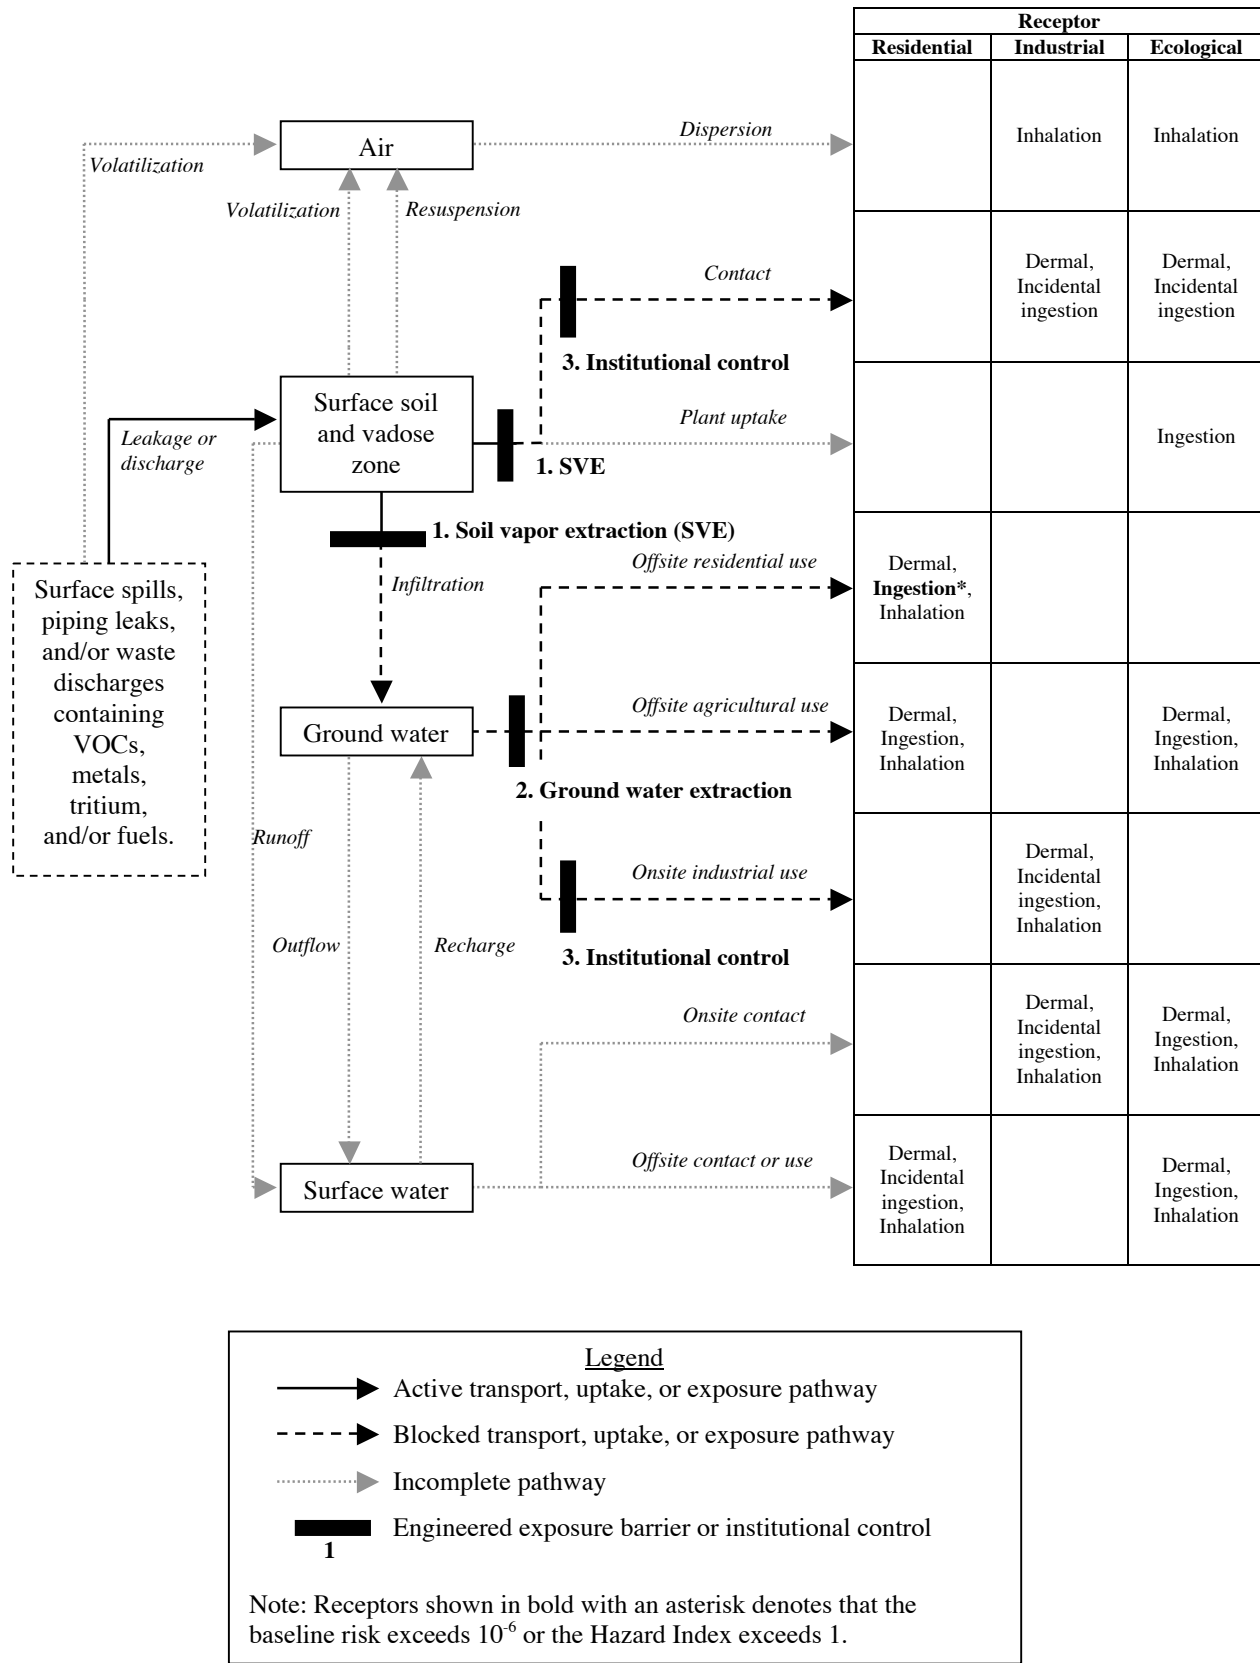 Receptor
Residential
Industrial
Ecological
Dispersion
Air
Inhalation
Inhalation
Volatilization
Volatilization
Resuspension
Contact
Dermal,
Incidental
ingestion
Dermal,
Incidental
ingestion
3. Institutional control
Surface soil
and vadose
zone
Leakage or
discharge
Plant uptake
Ingestion
1. SVE
1. Soil vapor extraction (SVE)
Offsite residential use
Dermal,
Ingestion*,
Inhalation
Infiltration
Surface spills,
piping leaks,
and/or waste
discharges
containing
VOCs,
metals,
tritium,
and/or fuels.
Ground water
Offsite agricultural use
Dermal,
Ingestion,
Inhalation
Dermal,
Ingestion,
Inhalation
2. Ground water extraction
Runoff
Onsite industrial use
Dermal,
Incidental
ingestion,
Inhalation
Outflow
Recharge
3. Institutional control
Onsite contact
Dermal,
Incidental
ingestion,
Inhalation
Dermal,
Ingestion,
Inhalation
Surface water
Offsite contact or use
Dermal,
Incidental
ingestion,
Inhalation
Dermal,
Ingestion,
Inhalation
Legend
Active transport, uptake, or exposure pathway
Blocked transport, uptake, or exposure pathway
Incomplete pathway
Engineered exposure barrier or institutional control
1
Note: Receptors shown in bold with an asterisk denotes that the
baseline risk exceeds 10-6 or the Hazard Index exceeds 1.